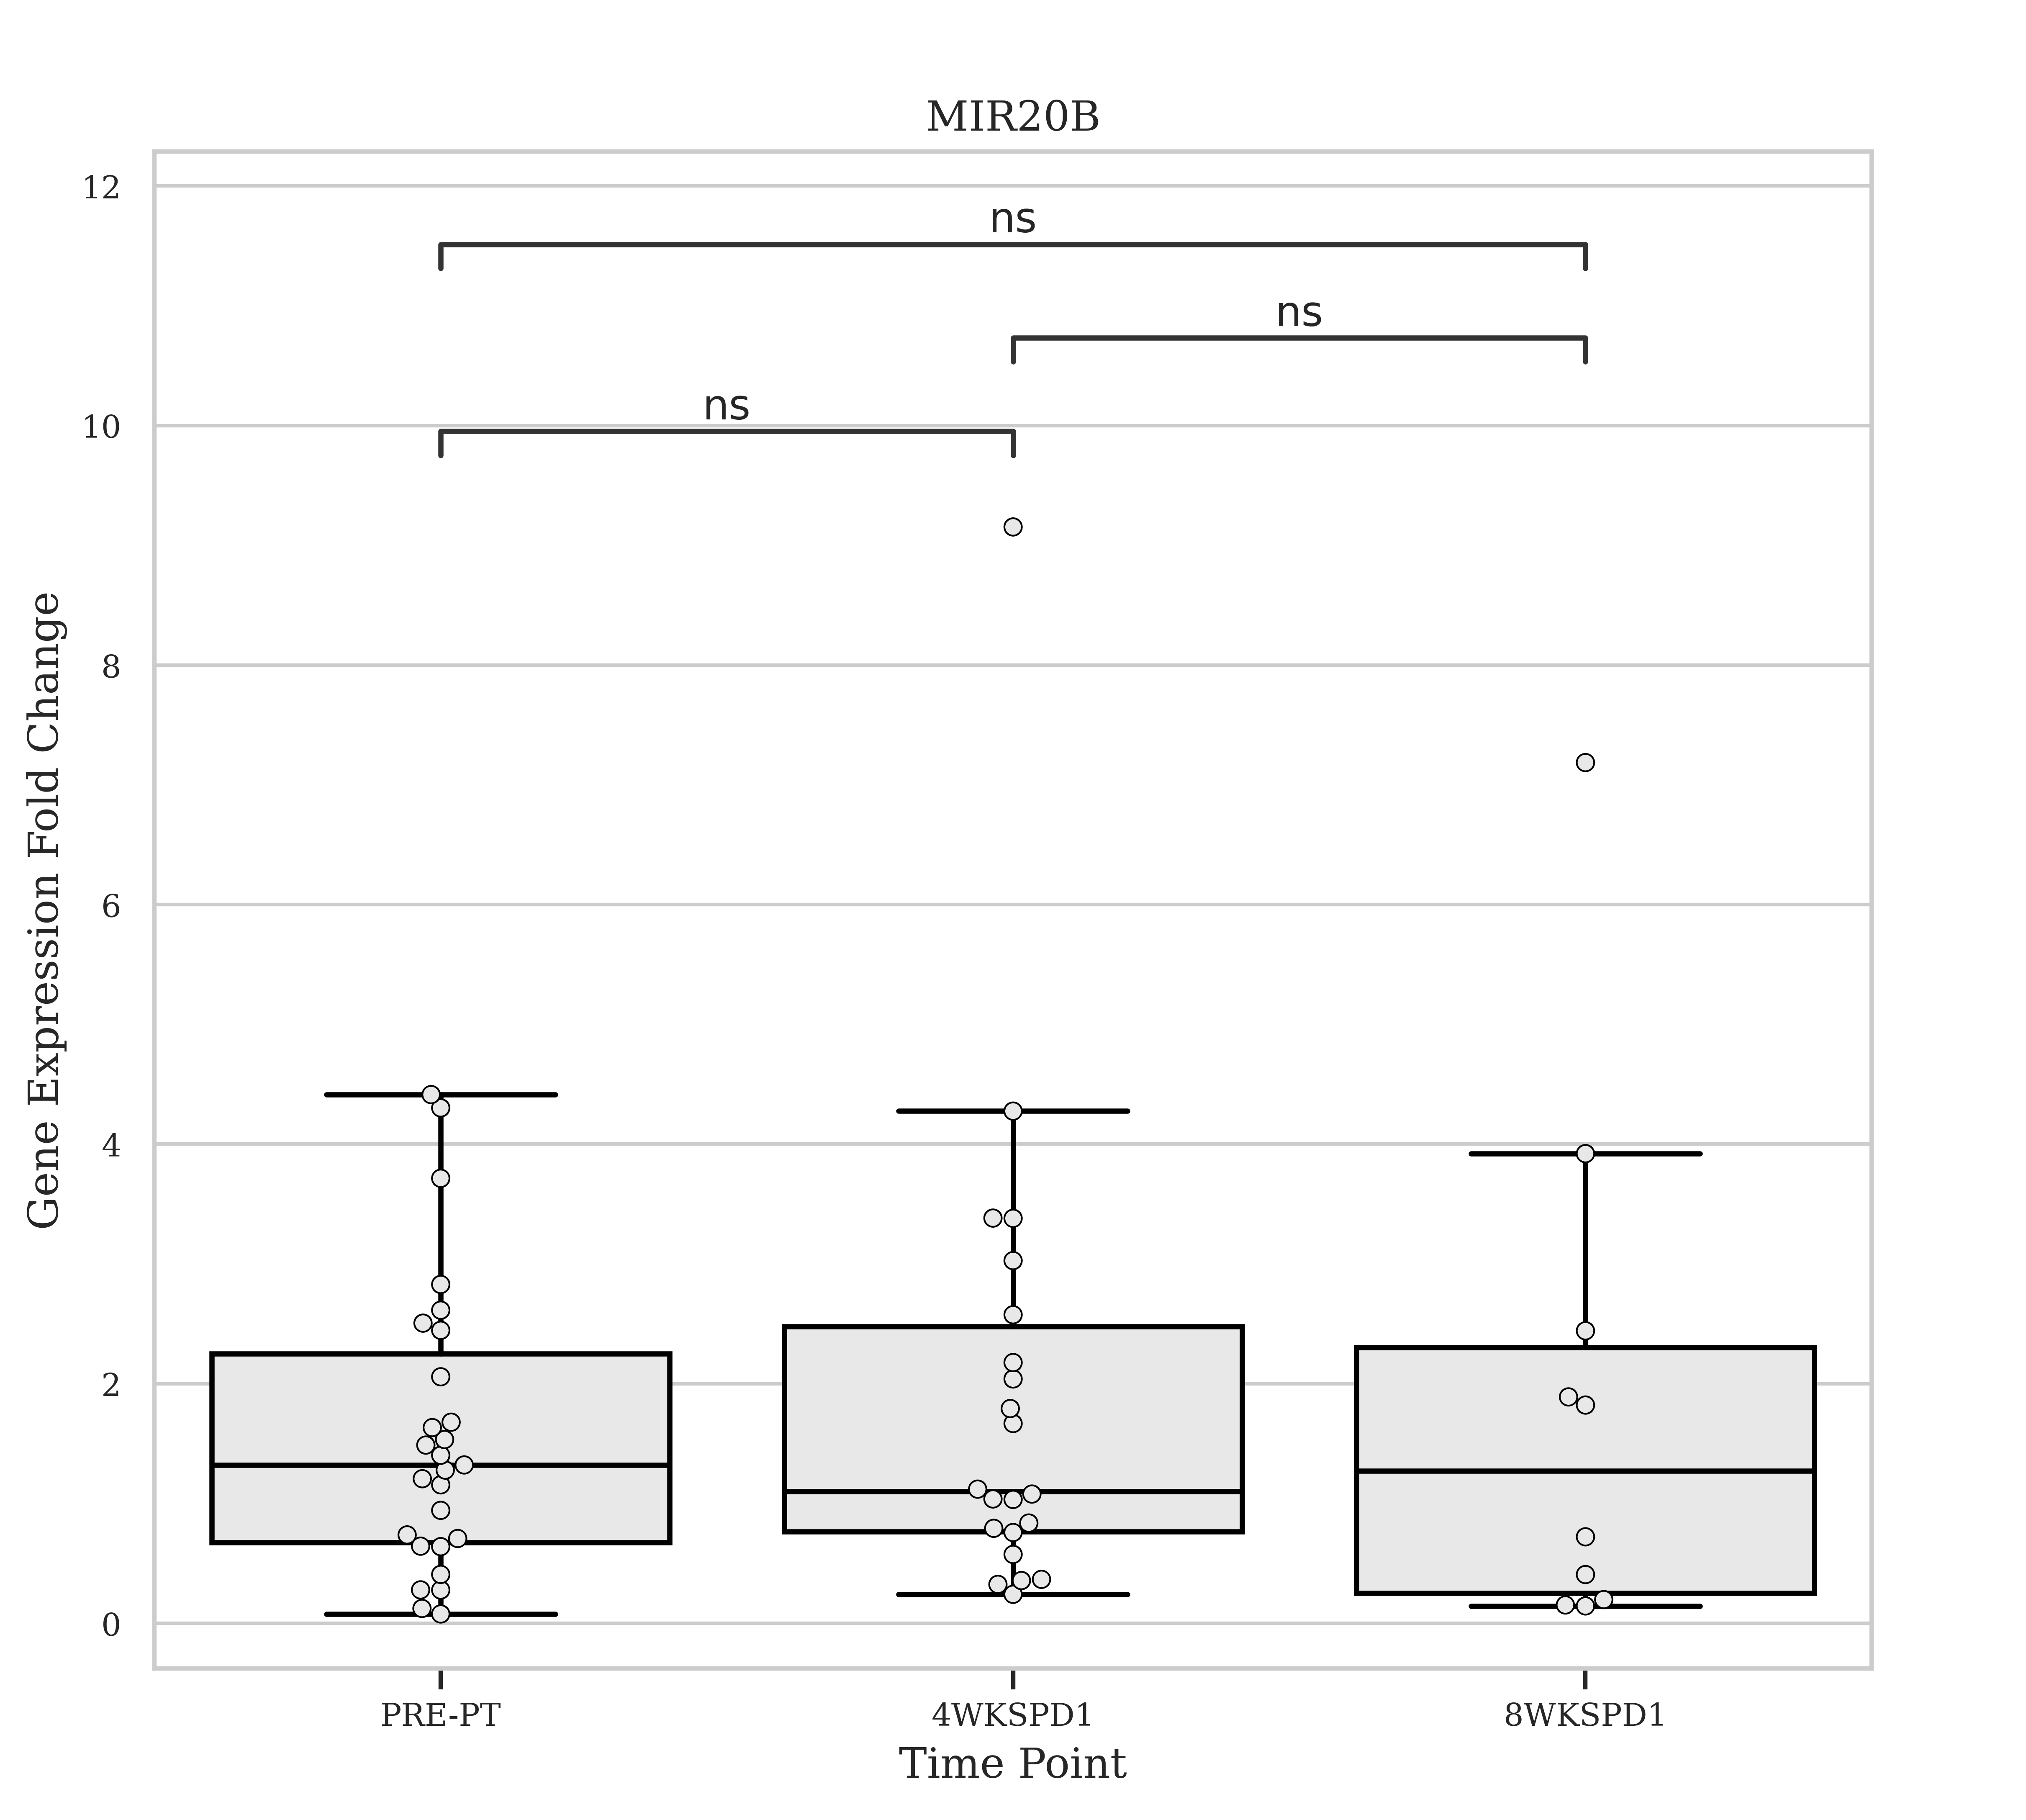 MIR20B
12
ns
ns
ns
10
8
6
4
2
0
Gene Expression Fold Change
PRE-PT
4WKSPD1
8WKSPD1
Time Point